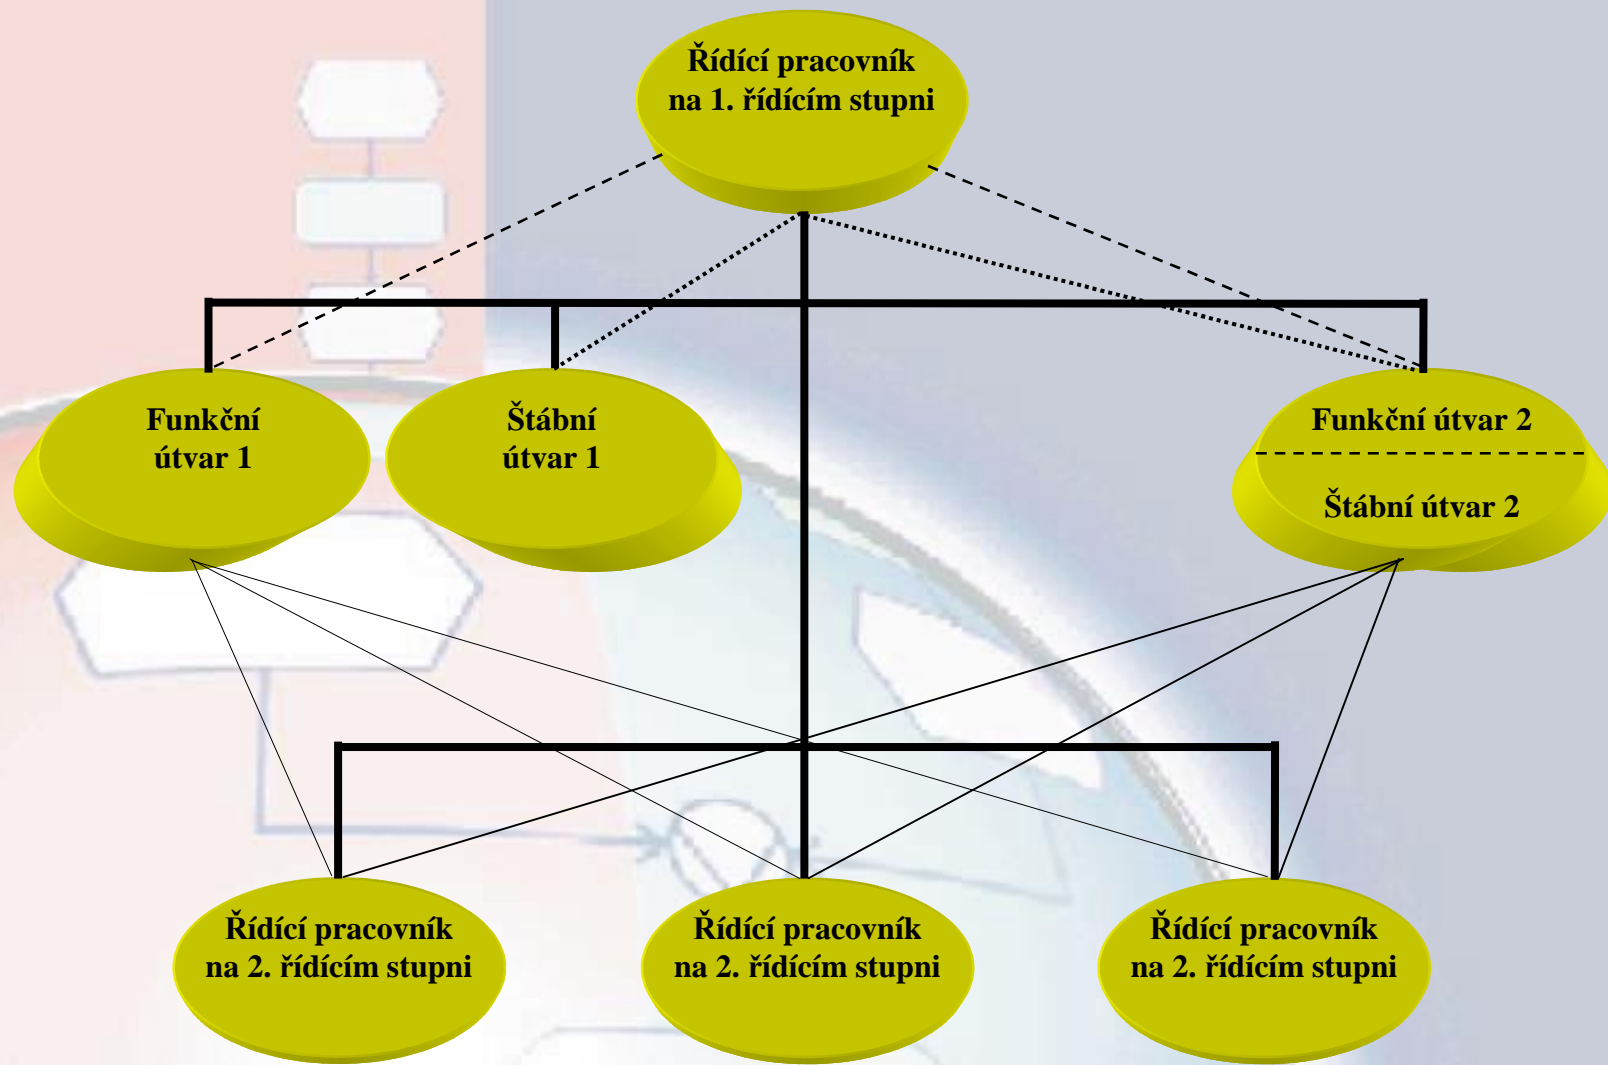 Řídící pracovník
na 1. řídícím stupni
Funkční
útvar 1
Štábní
útvar 1
Funkční útvar 2
Štábní útvar 2
Řídící pracovník
na 2. řídícím stupni
Řídící pracovník
na 2. řídícím stupni
Řídící pracovník
na 2. řídícím stupni